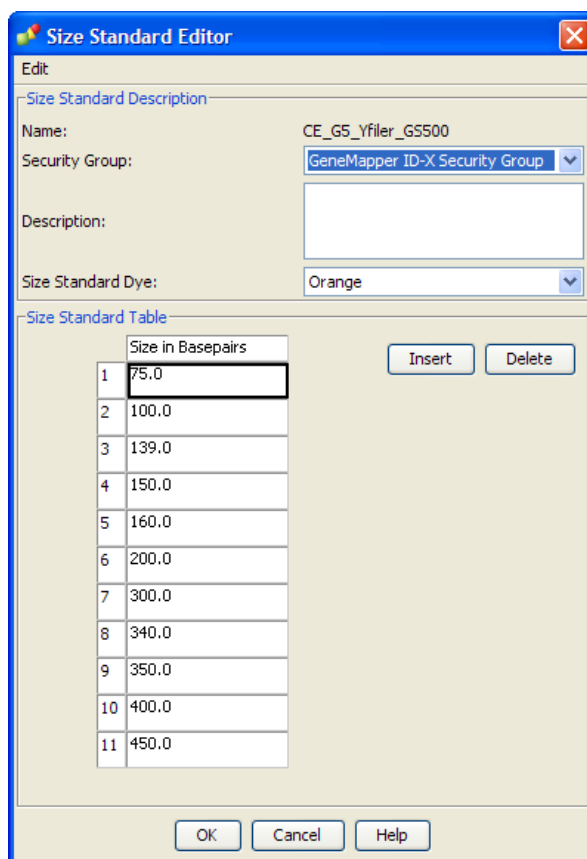 Size Standard Editor
Edit
Size Standard Description
Name: CE_G5_Yfiler_GS500
Security Group: GeneMapper ID-X Security Group
Description:
Size Standard Dye: Orange
Size Standard Table
Size in Basepairs
Insert Delete
1 75.0
2 100.0
3 139.0
4 150.0
5 160.0
6 200.0
7 300.0
8 340.0
9 350.0
10 400.0
11 450.0
OK Cancel Help